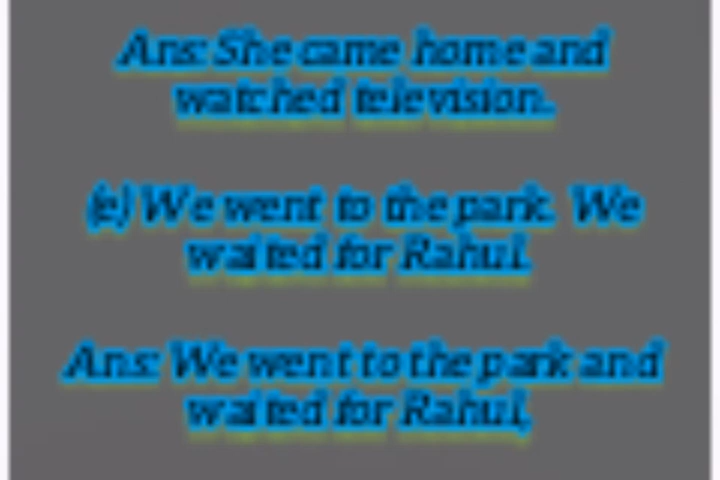 Ans: She came home and
watched television.
(e) We went to the park. We
waited for Rahul.
Ans: We went to the park and
waited for Rahul,